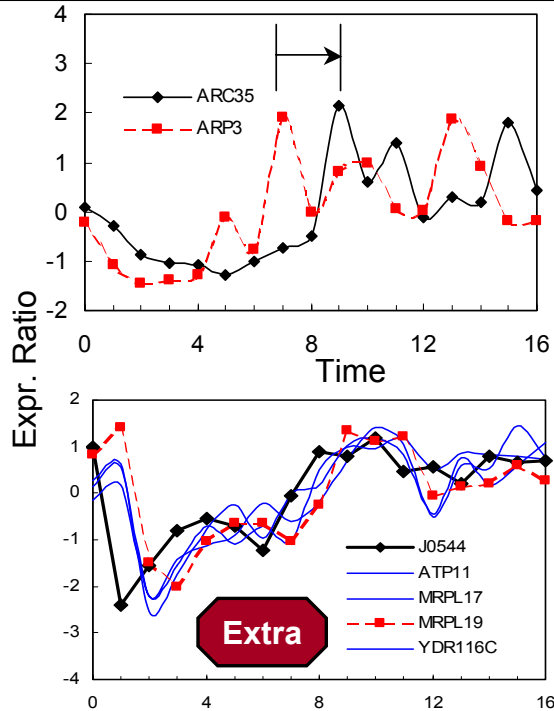 4
3
2
1
0
-1
-2
ARC35
ARP3
0 4 8 12 16
Time
Expr. Ratio
2
1
0
-1
-2
-3
-4
J0544
ATP11
MRPL17
MRPL19
YDR116C
Extra
0 4 8 12 16